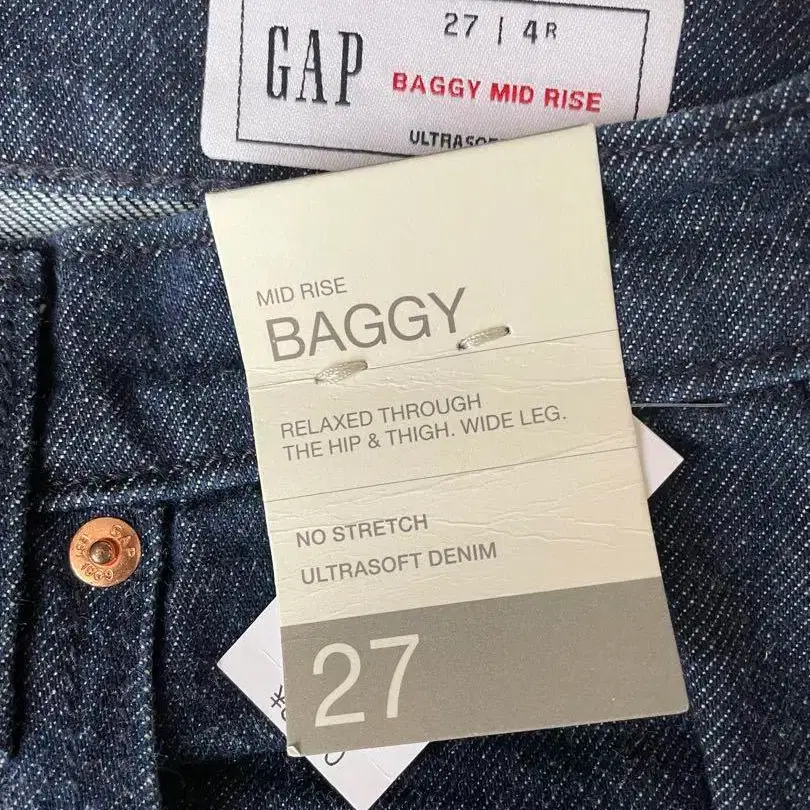 GAP
27 | 4R
BAGGY MID RISE
MID RISE
BAGGY
RELAXED THROUGH
THE HIP & THIGH. WIDE LEG.
NO STRETCH
ULTRASOFT DENIM
27
GAP
1969